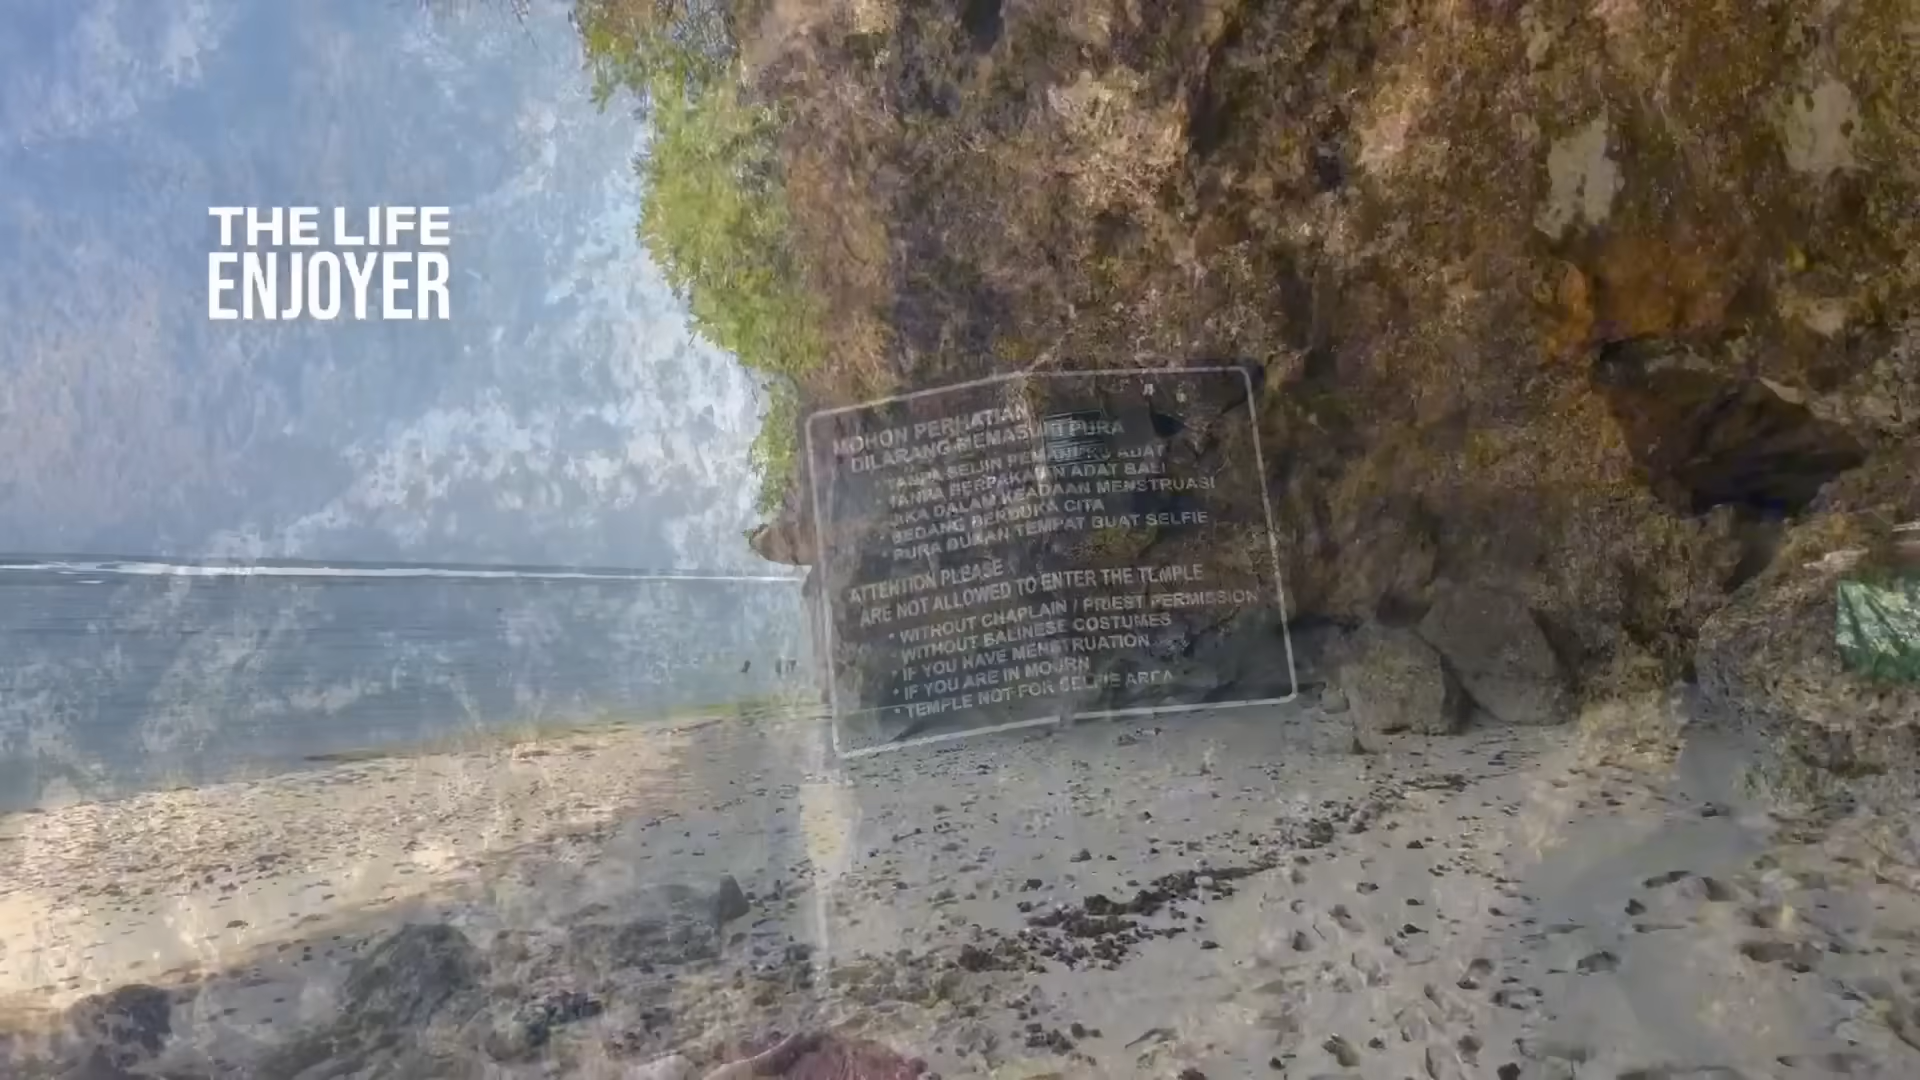 THE LIFE
ENJOYER
MOHON PERHATIAN
DILARANG MEMASUKI PURA
• TANPA SEIJIN PEMANGKU ADAT
• TANPA BERPAKAIAN ADAT BALI
• JIKA DALAM KEADAAN MENSTRUASI
• SEDANG BERDUKA CITA
• PURA BUKAN TEMPAT BUAT SELFIE
ATTENTION PLEASE
ARE NOT ALLOWED TO ENTER THE TEMPLE
• WITHOUT CHAPLAIN / PRIEST PERMISSION
• WITHOUT BALINESE COSTUMES
• IF YOU HAVE MENSTRUATION
• IF YOU ARE IN MOURN
• TEMPLE NOT FOR SELFIE AREA